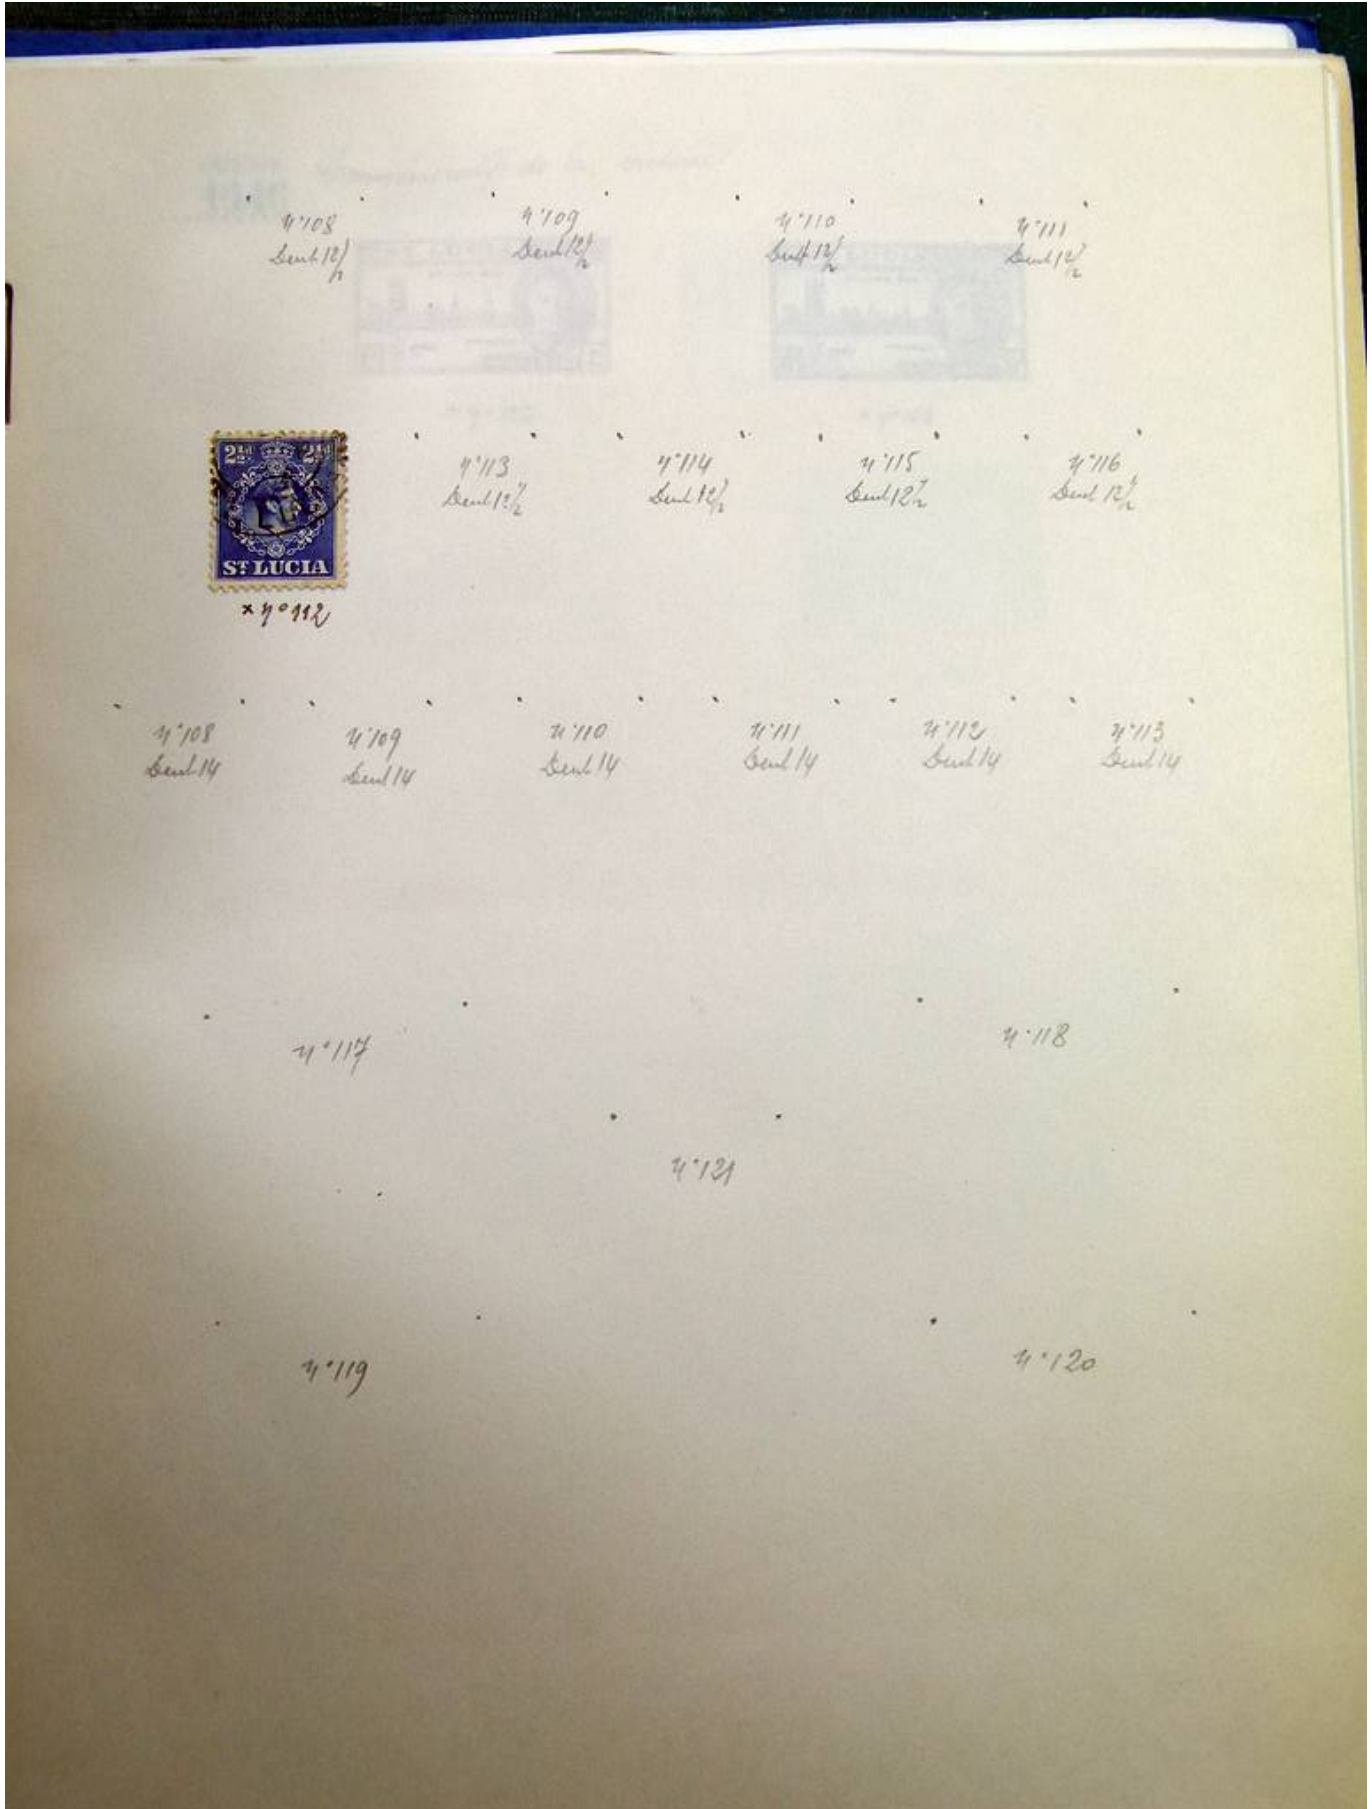 n°108 n°109 n°110 n°111
Dent 12½ Dent 12½ Dent 12½ Dent 12½
2½d 2½d
ST LUCIA
x n°112
n°113 n°114 n°115 n°116
Dent 12½ Dent 12½ Dent 12½ Dent 12½
n°108 n°109 n°110 n°111 n°112 n°113
Dent 14 Dent 14 Dent 14 Dent 14 Dent 14 Dent 14
n°117 n°118
n°121
n°119 n°120